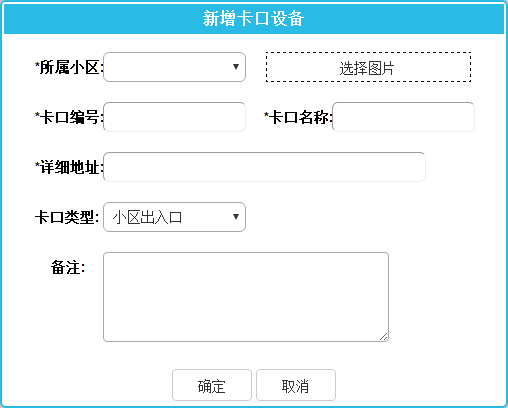 新增卡口设备
*所属小区: 选择图片
*卡口编号: *卡口名称:
*详细地址:
卡口类型: 小区出入口
备注:
确定 取消